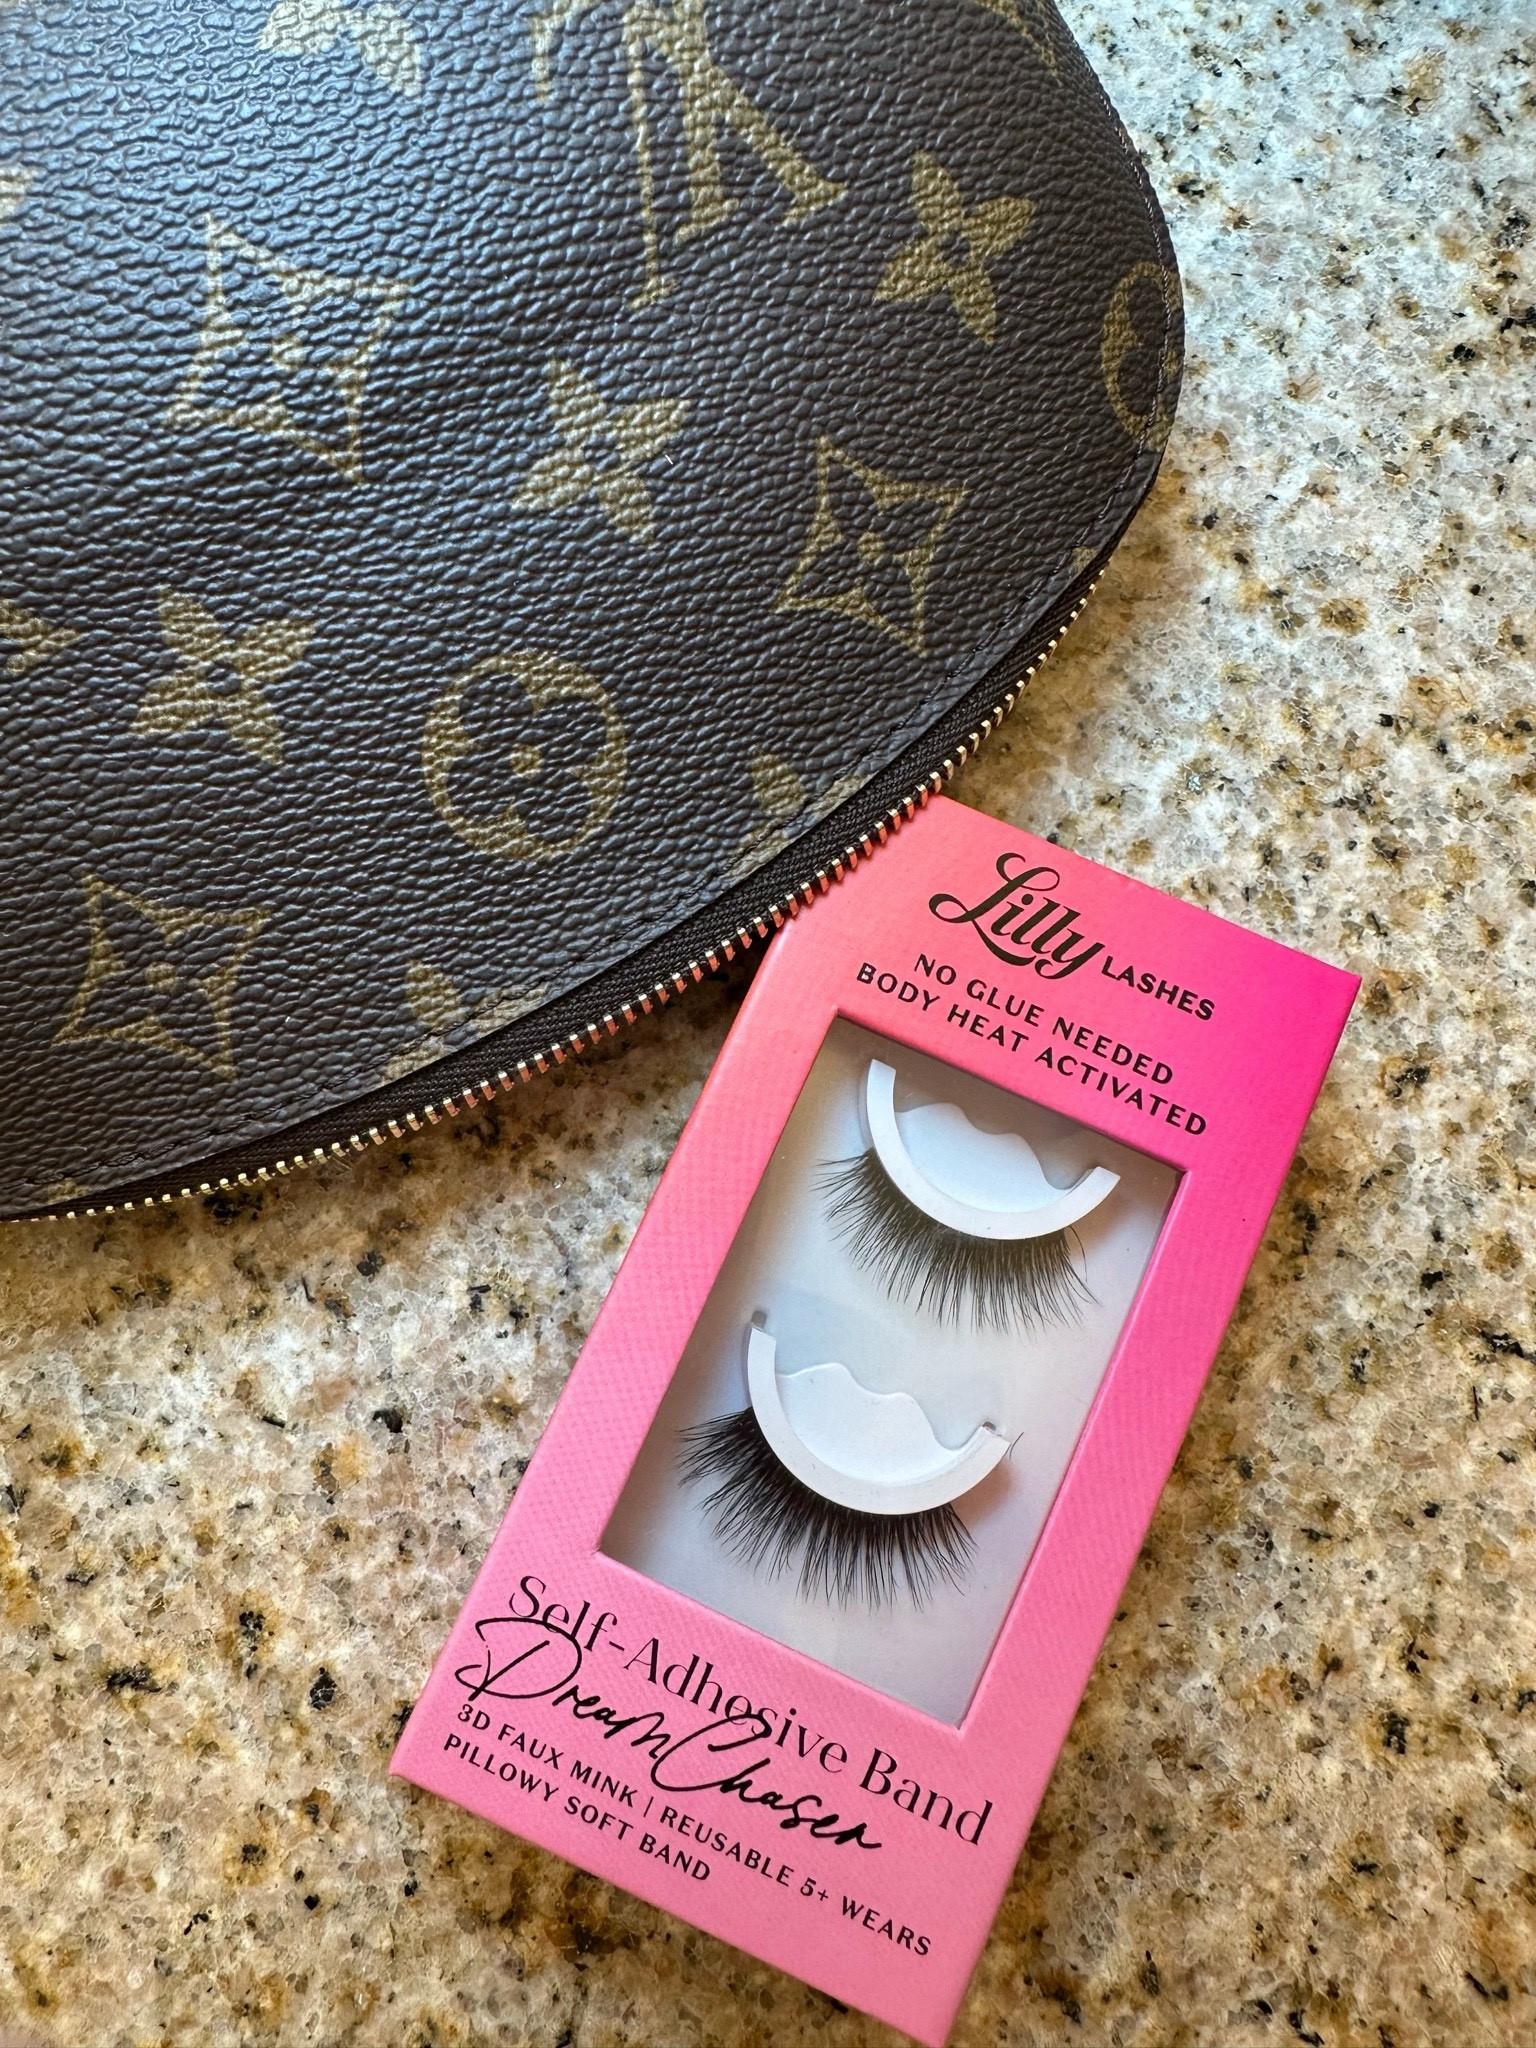 Lilly LASHES
NO GLUE NEEDED
BODY HEAT ACTIVATED
Self-Adhesive Band
DreamChaser
3D FAUX MINK | REUSABLE 5+ WEARS
PILLOWY SOFT BAND